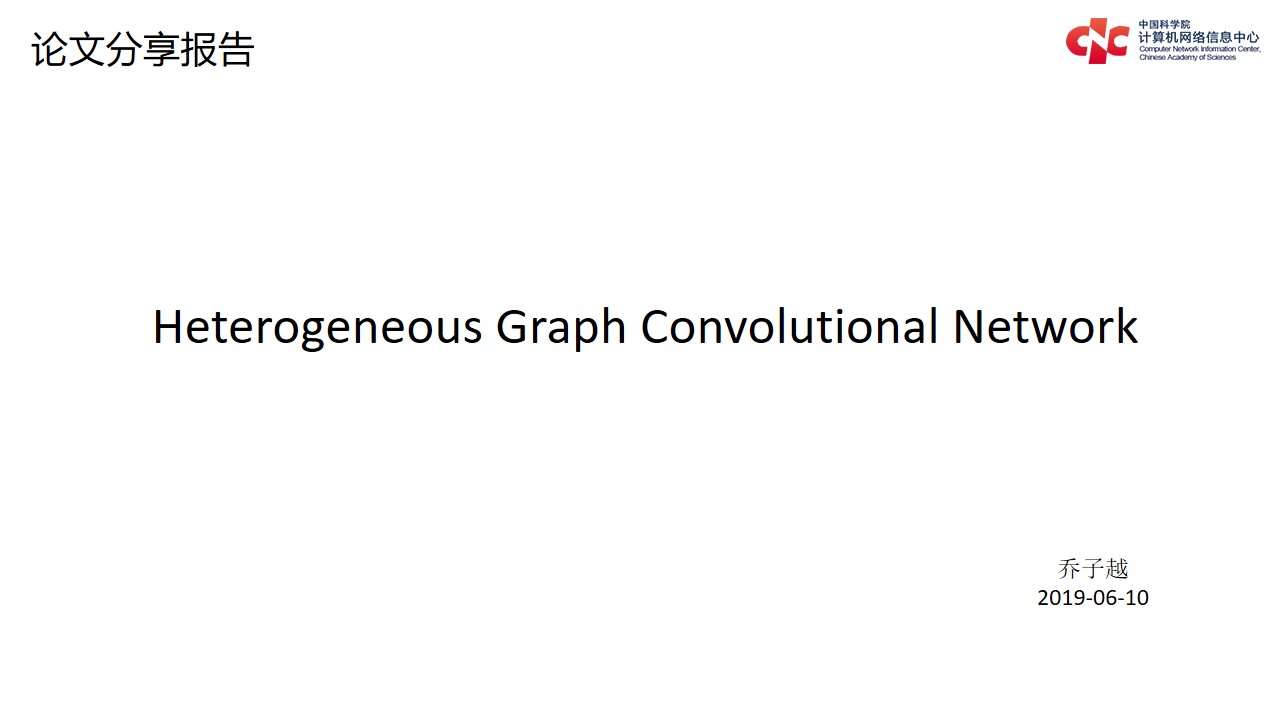 论文分享报告
CNC
中国科学院
计算机网络信息中心
Computer Network Information Center,
Chinese Academy of Sciences
Heterogeneous Graph Convolutional Network
乔子越
2019-06-10